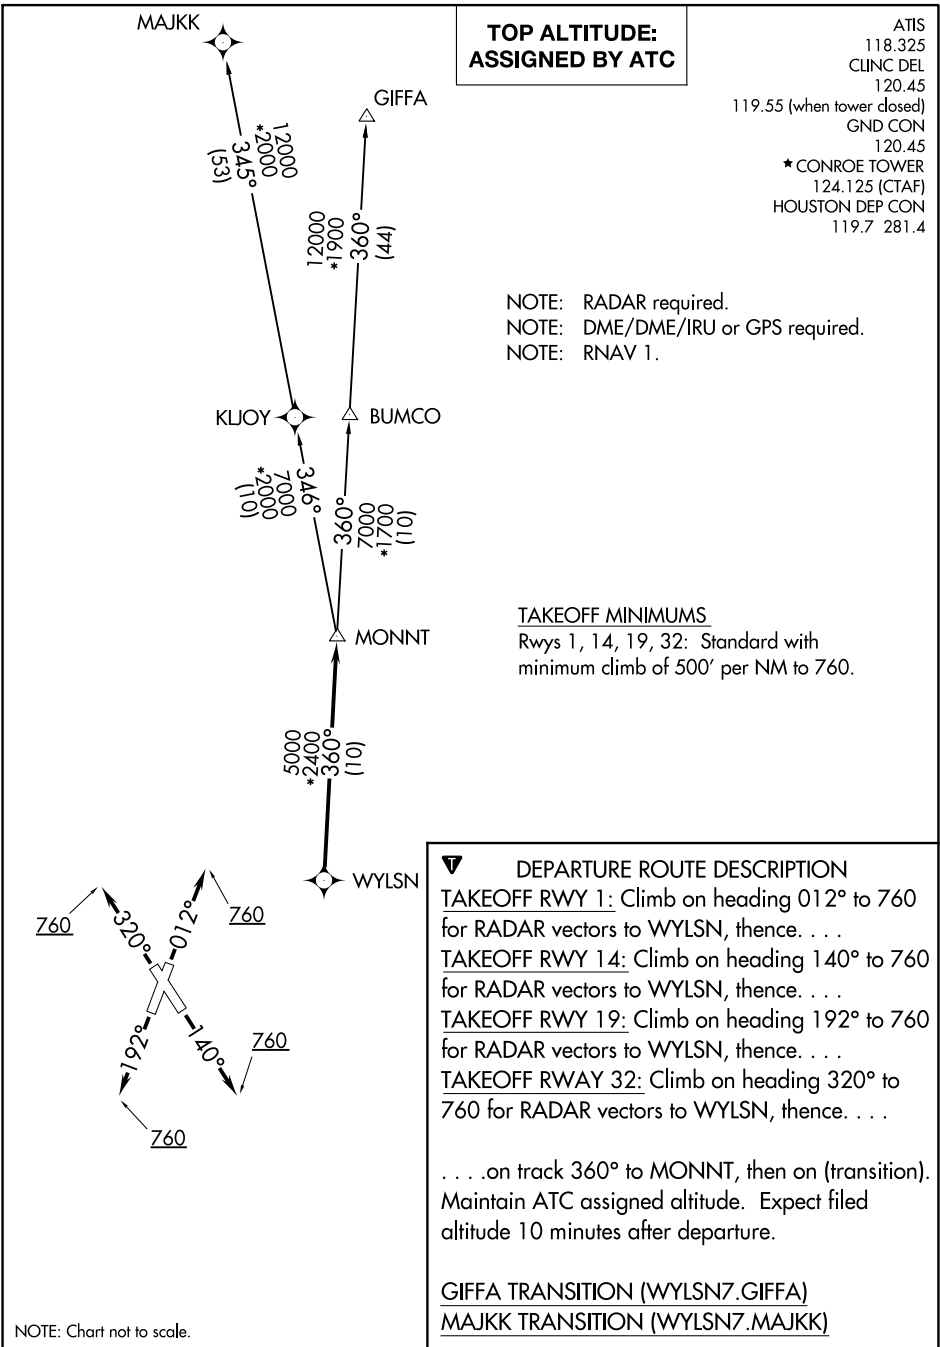 MAJKK
TOP ALTITUDE:
ASSIGNED BY ATC
ATIS
118.325
CLINC DEL
120.45
119.55 (when tower closed)
GND CON
120.45
★ CONROE TOWER
124.125 (CTAF)
HOUSTON DEP CON
119.7 281.4
GIFFA
12000
*2000
345°
(53)
12000
*1900
360°
(44)
NOTE: RADAR required.
NOTE: DME/DME/IRU or GPS required.
NOTE: RNAV 1.
KLJOY
BUMCO
346°
7000
*2000
(10)
360°
7000
*1700
(10)
MONNT
TAKEOFF MINIMUMS
Rwys 1, 14, 19, 32: Standard with
minimum climb of 500' per NM to 760.
5000
*2400
360°
(10)
WYLSN
760
320°
012°
760
192°
140°
760
760
T
DEPARTURE ROUTE DESCRIPTION
TAKEOFF RWY 1: Climb on heading 012° to 760
for RADAR vectors to WYLSN, thence. . . .
TAKEOFF RWY 14: Climb on heading 140° to 760
for RADAR vectors to WYLSN, thence. . . .
TAKEOFF RWY 19: Climb on heading 192° to 760
for RADAR vectors to WYLSN, thence. . . .
TAKEOFF RWAY 32: Climb on heading 320° to
760 for RADAR vectors to WYLSN, thence. . . .
. . . .on track 360° to MONNT, then on (transition).
Maintain ATC assigned altitude. Expect filed
altitude 10 minutes after departure.
GIFFA TRANSITION (WYLSN7.GIFFA)
MAJKK TRANSITION (WYLSN7.MAJKK)
NOTE: Chart not to scale.